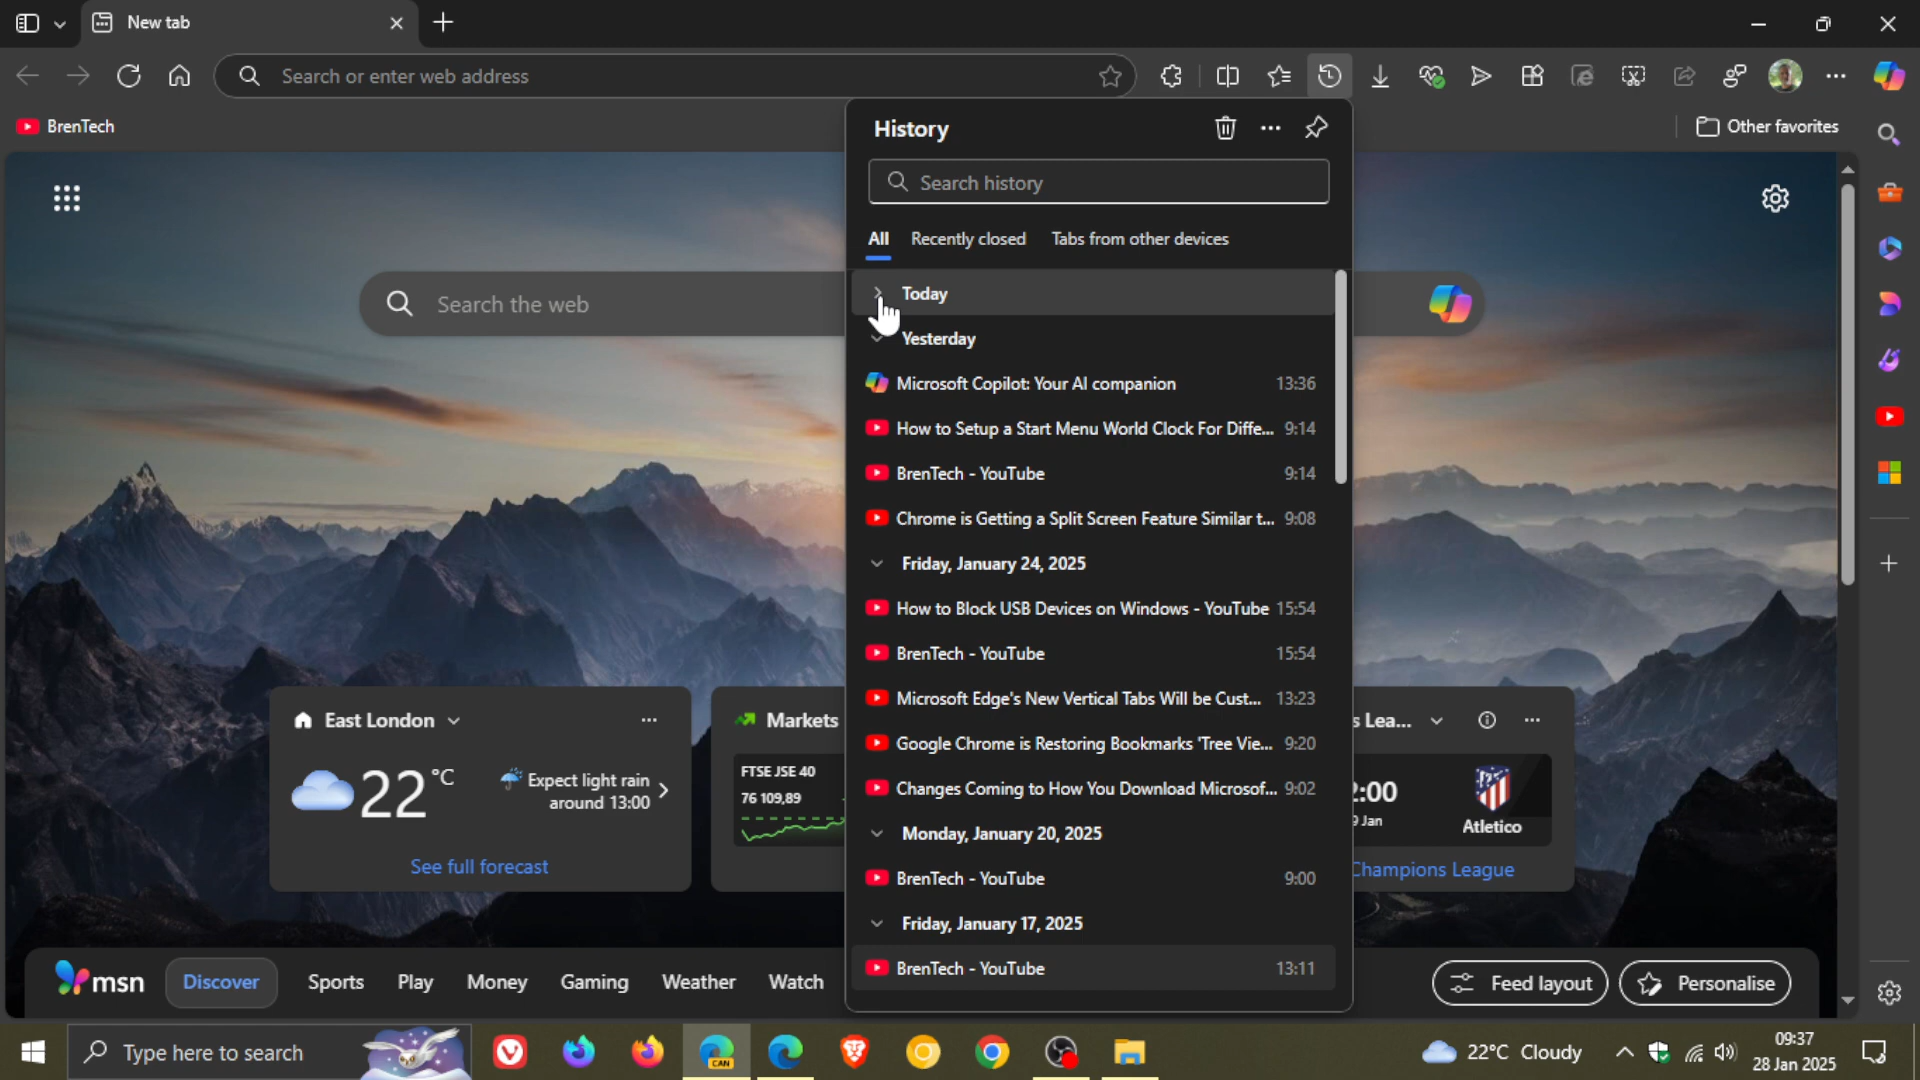 New tab
Search or enter web address
BrenTech
Other favorites
History
Search history
All Recently closed Tabs from other devices
Search the web
Today
Yesterday
Microsoft Copilot: Your AI companion 13:36
How to Setup a Start Menu World Clock For Diffe... 9:14
BrenTech - YouTube 9:14
Chrome is Getting a Split Screen Feature Similar t... 9:08
Friday, January 24, 2025
How to Block USB Devices on Windows - YouTube 15:54
BrenTech - YouTube 15:54
Microsoft Edge's New Vertical Tabs Will be Cust... 13:23
Google Chrome is Restoring Bookmarks 'Tree Vie... 9:20
Changes Coming to How You Download Microsof... 9:02
Monday, January 20, 2025
BrenTech - YouTube 9:00
Friday, January 17, 2025
BrenTech - YouTube 13:11
East London
22 °C
Expect light rain
around 13:00
See full forecast
Markets
FTSE JSE 40
76 109,89
s Lea...
2:00
9 Jan
Atletico
Champions League
msn Discover Sports Play Money Gaming Weather Watch
Feed layout Personalise
Type here to search
CAN
22°C Cloudy
09:37
28 Jan 2025